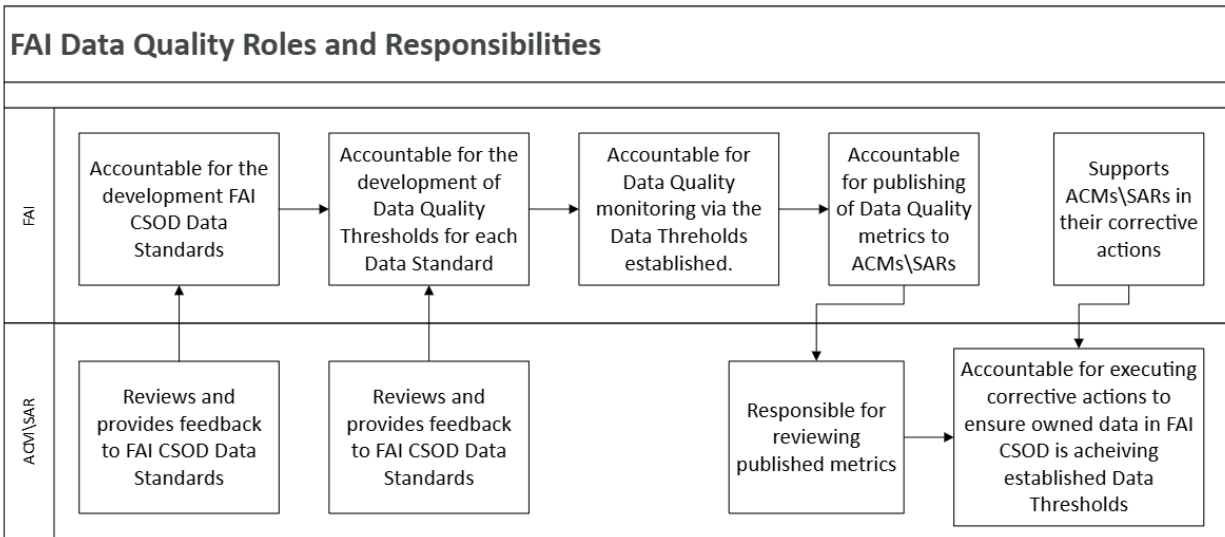 FAI Data Quality Roles and Responsibilities
FAI
Accountable for the
development FAI
CSOD Data
Standards
Accountable for the
development of
Data Quality
Thresholds for each
Data Standard
Accountable for
Data Quality
monitoring via the
Data Threholds
established.
Accountable
for publishing
of Data Quality
metrics to
ACMs\SARs
Supports
ACMs\SARs in
their corrective
actions
ACM\SAR
Reviews and
provides feedback
to FAI CSOD Data
Standards
Reviews and
provides feedback
to FAI CSOD Data
Standards
Responsible for
reviewing
published metrics
Accountable for executing
corrective actions to
ensure owned data in FAI
CSOD is acheiving
established Data
Thresholds